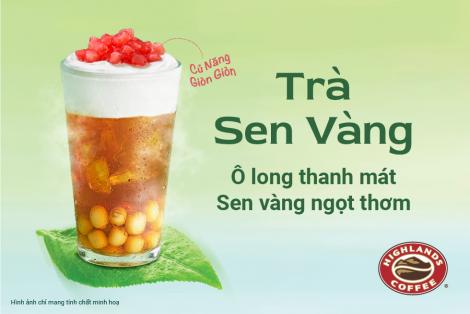 Củ Năng
Giòn Giòn
Trà
Sen Vàng
Ô long thanh mát
Sen vàng ngọt thơm
HIGHLANDS
COFFEE
®
Hình ảnh chỉ mang tính chất minh hoạ